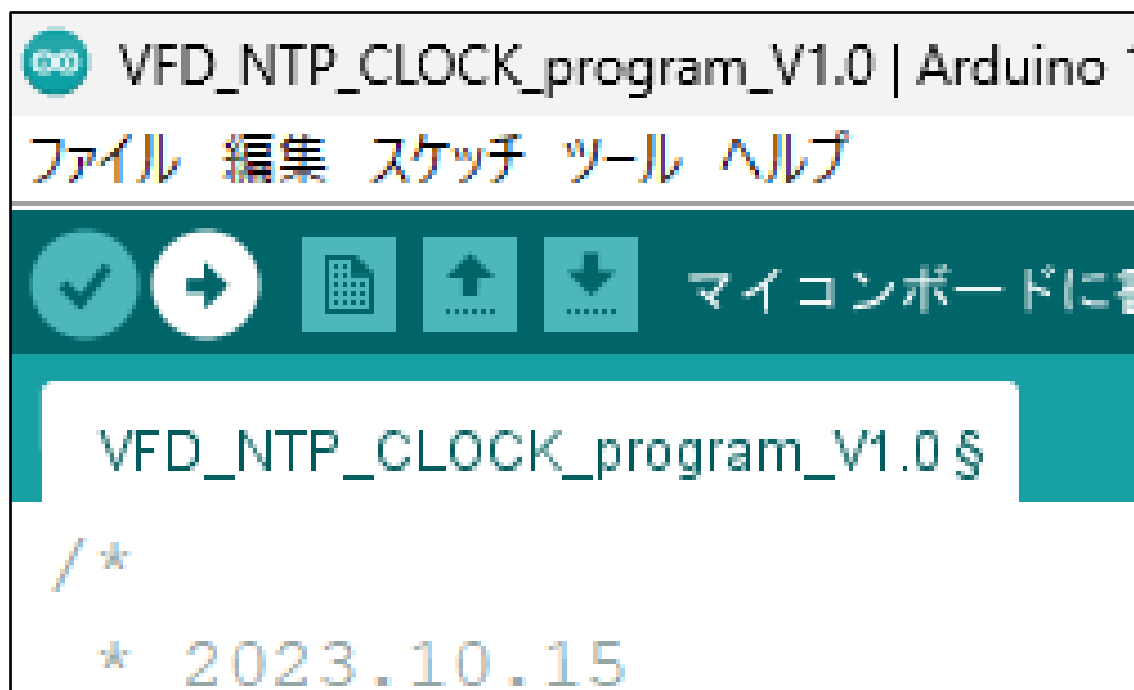 VFD_NTP_CLOCK_program_V1.0 | Arduino
ファイル 編集 スケッチ ツール ヘルプ
マイコンボードに
VFD_NTP_CLOCK_program_V1.0 §
/*
* 2023.10.15